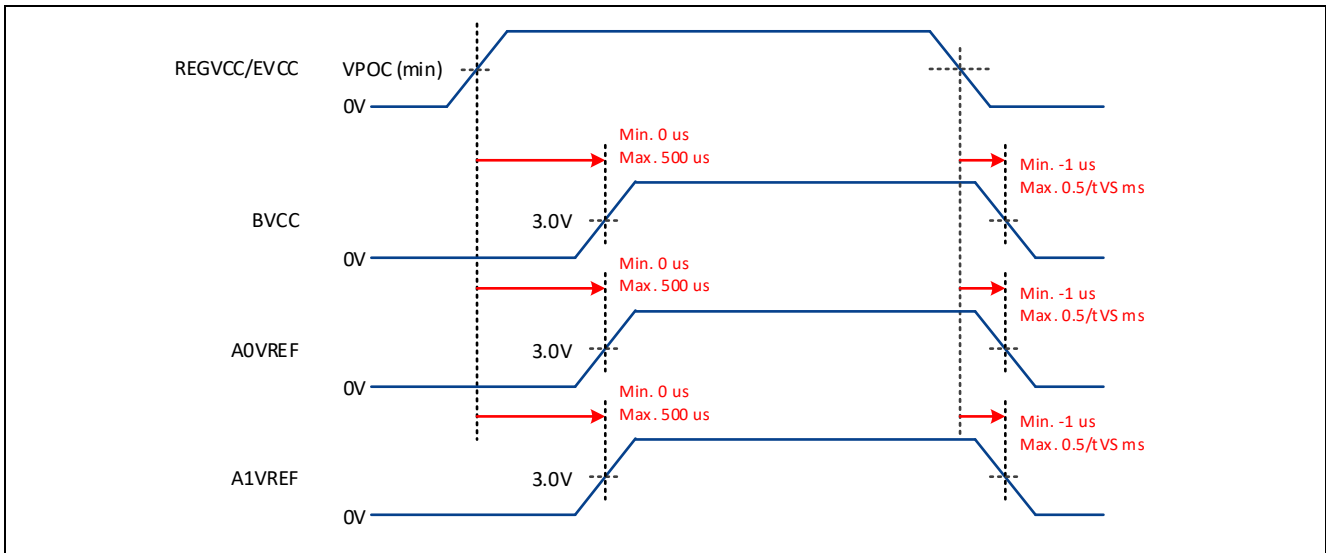 REGVCC/EVCC
VPOC (min)
0V
Min. 0 us
Max. 500 us
Min. -1 us
Max. 0.5/tVS ms
BVCC
3.0V
0V
Min. 0 us
Max. 500 us
Min. -1 us
Max. 0.5/tVS ms
A0VREF
3.0V
0V
Min. 0 us
Max. 500 us
Min. -1 us
Max. 0.5/tVS ms
A1VREF
3.0V
0V